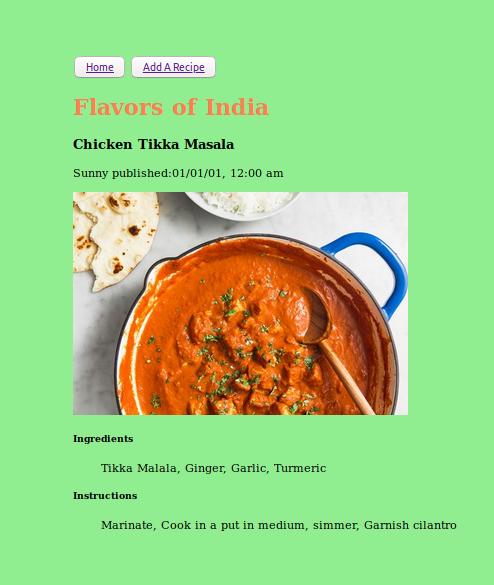 Home Add A Recipe
Flavors of India
Chicken Tikka Masala
Sunny published:01/01/01, 12:00 am
Ingredients
Tikka Malala, Ginger, Garlic, Turmeric
Instructions
Marinate, Cook in a put in medium, simmer, Garnish cilantro